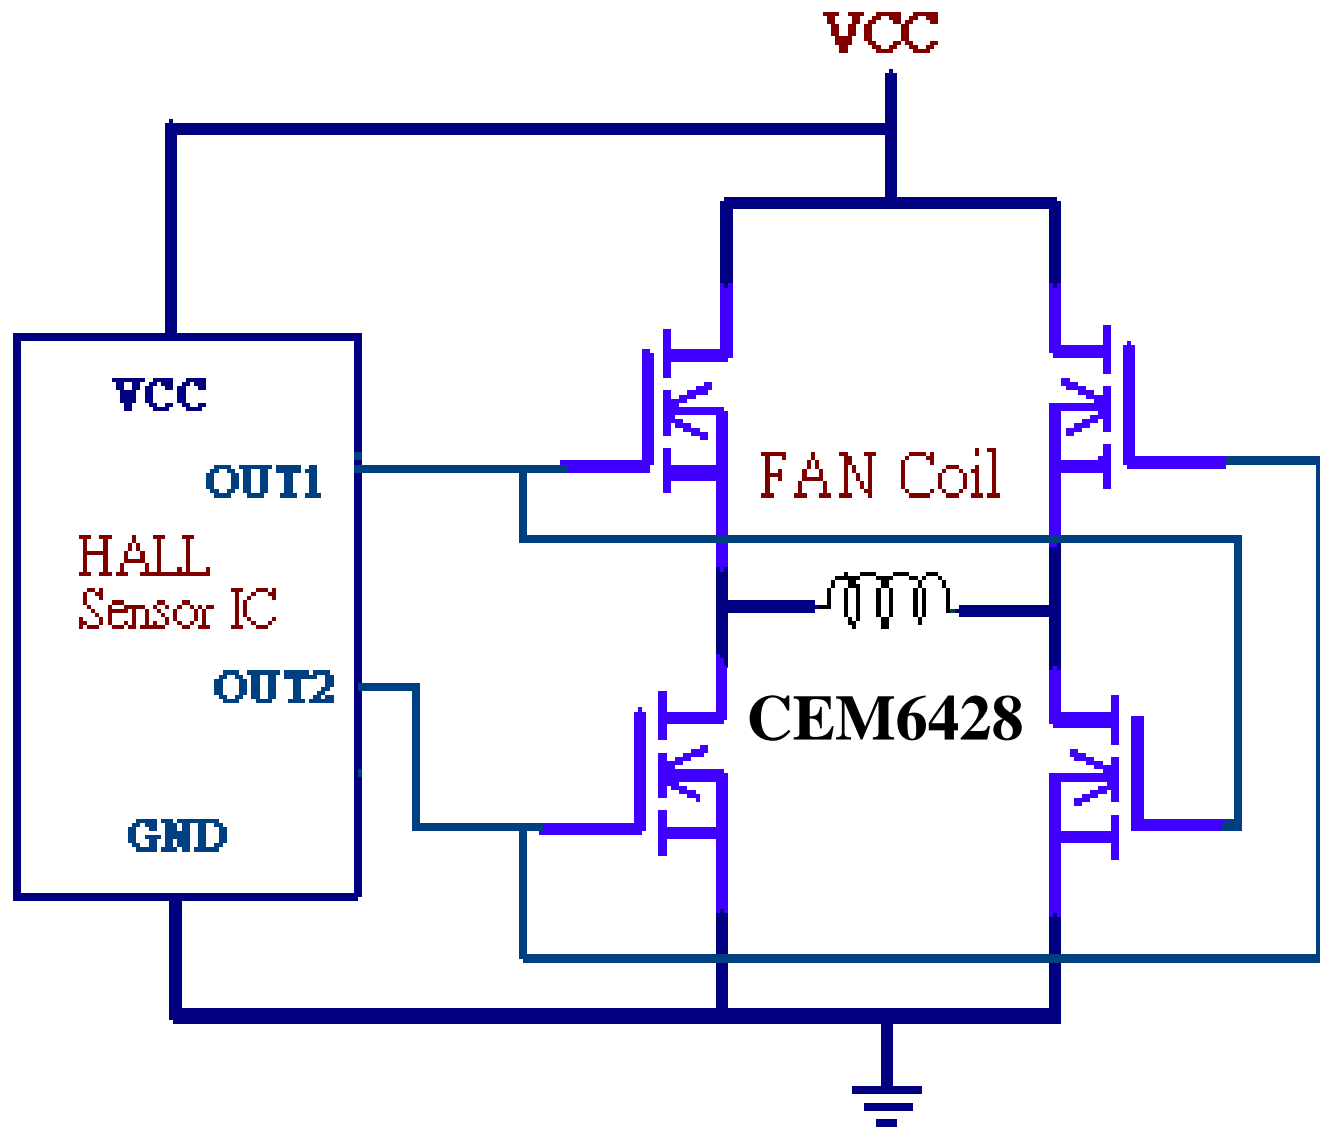 VCC
VCC
OUT1
FAN Coil
HALL
Sensor IC
OUT2
CEM6428
GND